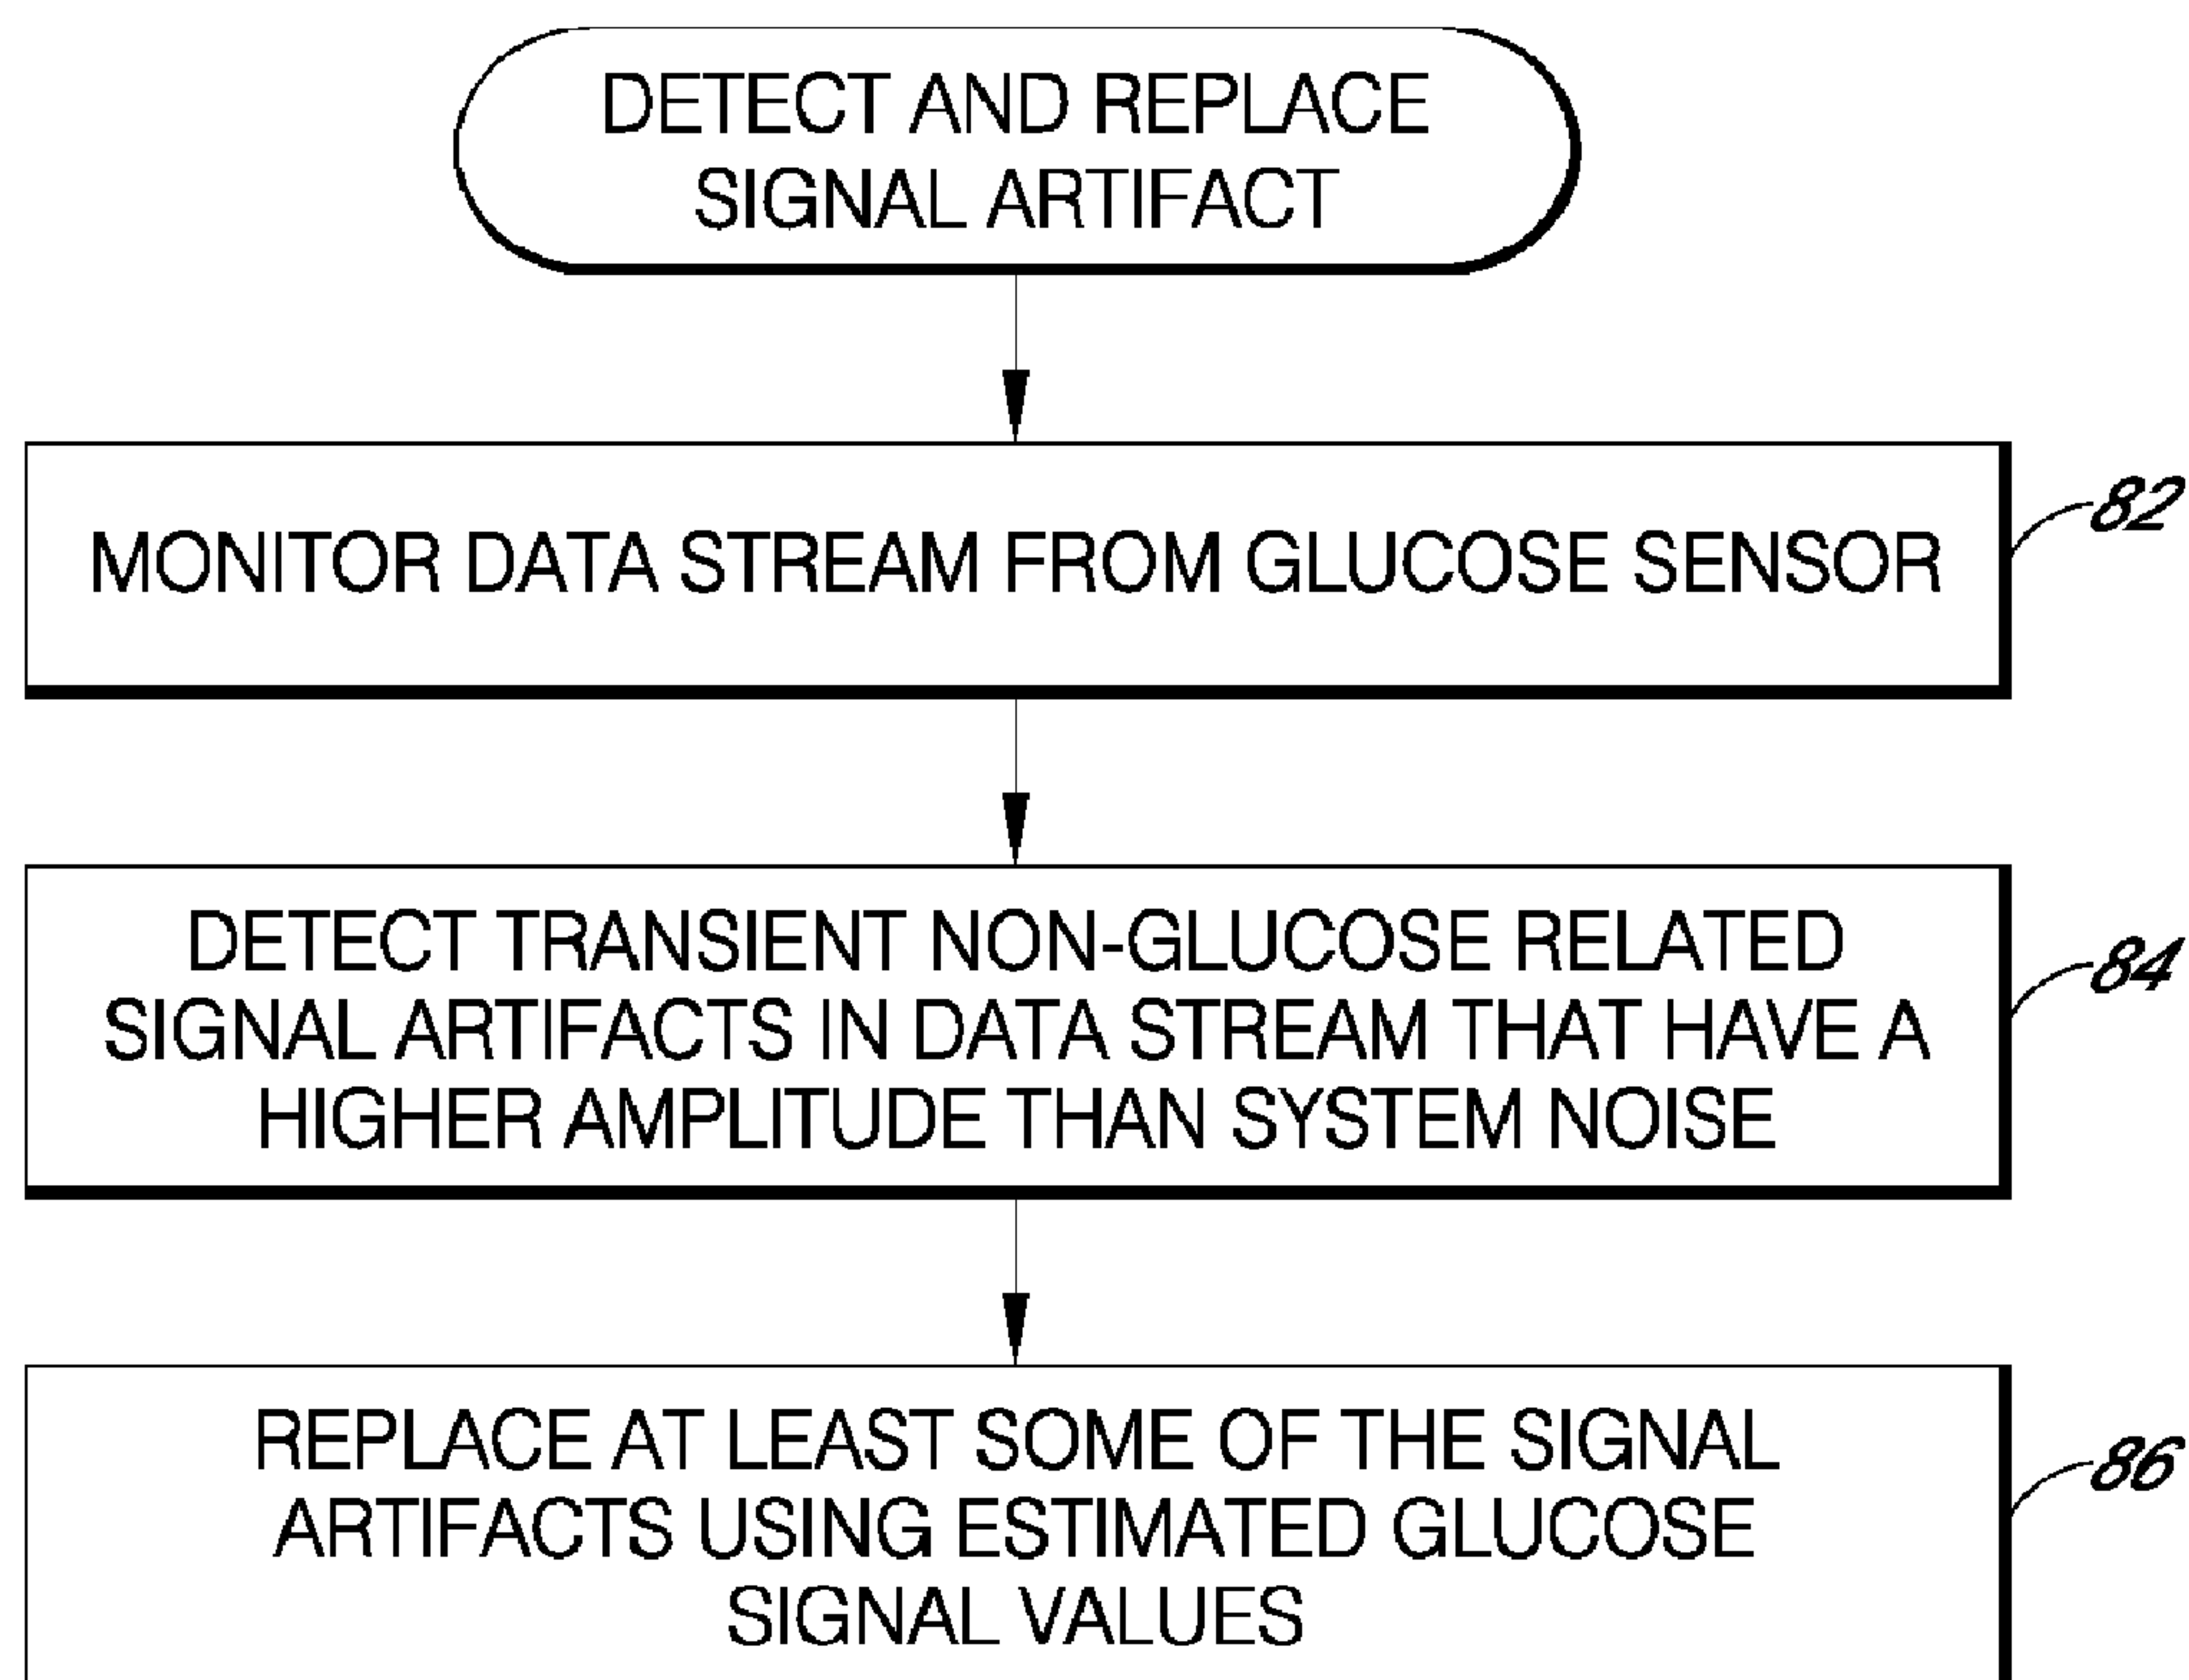 DETECT AND REPLACE
SIGNAL ARTIFACT
MONITOR DATA STREAM FROM GLUCOSE SENSOR
82
DETECT TRANSIENT NON-GLUCOSE RELATED
SIGNAL ARTIFACTS IN DATA STREAM THAT HAVE A
HIGHER AMPLITUDE THAN SYSTEM NOISE
84
REPLACE AT LEAST SOME OF THE SIGNAL
ARTIFACTS USING ESTIMATED GLUCOSE
SIGNAL VALUES
86